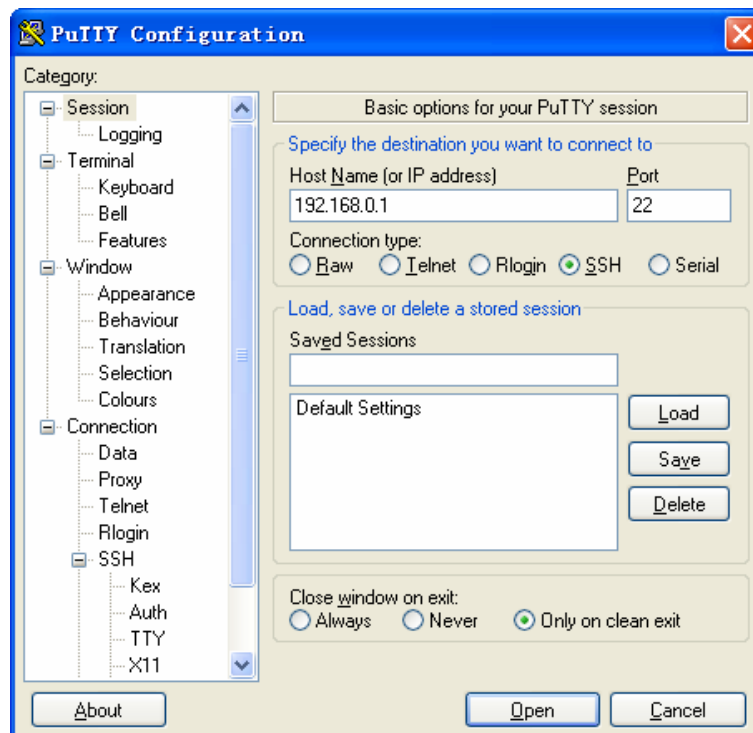 PuTTY Configuration
Category:
Session
Logging
Terminal
Keyboard
Bell
Features
Window
Appearance
Behaviour
Translation
Selection
Colours
Connection
Data
Proxy
Telnet
Rlogin
SSH
Kex
Auth
TTY
X11
Basic options for your PuTTY session
Specify the destination you want to connect to
Host Name (or IP address) Port
192.168.0.1 22
Connection type:
Raw Telnet Rlogin SSH Serial
Load, save or delete a stored session
Saved Sessions
Default Settings
Load
Save
Delete
Close window on exit:
Always Never Only on clean exit
About Open Cancel